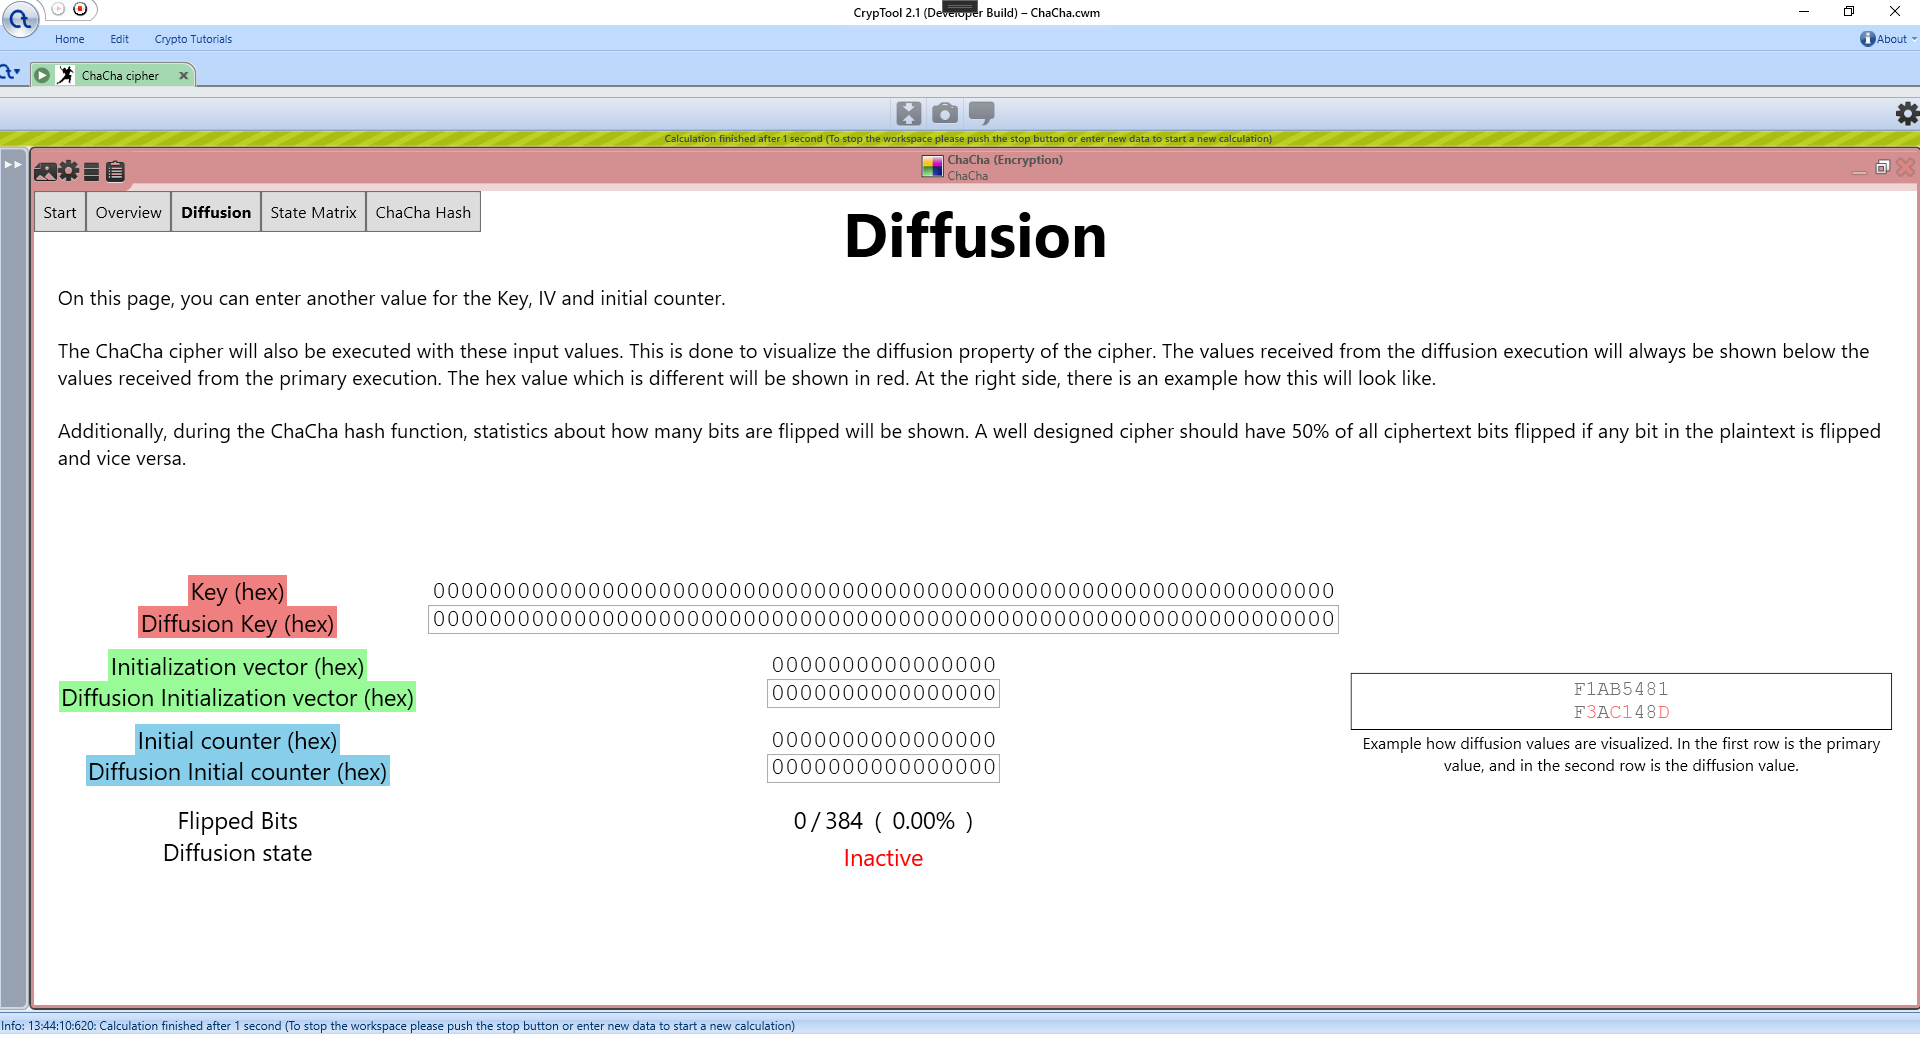 CrypTool 2.1 (Developer Build) – ChaCha.cwm
Home Edit Crypto Tutorials
About
ChaCha cipher
Calculation finished after 1 second (To stop the workspace please push the stop button or enter new data to start a new calculation)
ChaCha (Encryption)
ChaCha
Start Overview Diffusion State Matrix ChaCha Hash
Diffusion
On this page, you can enter another value for the Key, IV and initial counter.
The ChaCha cipher will also be executed with these input values. This is done to visualize the diffusion property of the cipher. The values received from the diffusion execution will always be shown below the
values received from the primary execution. The hex value which is different will be shown in red. At the right side, there is an example how this will look like.
Additionally, during the ChaCha hash function, statistics about how many bits are flipped will be shown. A well designed cipher should have 50% of all ciphertext bits flipped if any bit in the plaintext is flipped
and vice versa.
Key (hex) 0000000000000000000000000000000000000000000000000000000000000000
Diffusion Key (hex) 0000000000000000000000000000000000000000000000000000000000000000
Initialization vector (hex) 0000000000000000
Diffusion Initialization vector (hex) 0000000000000000
Initial counter (hex) 0000000000000000
Diffusion Initial counter (hex) 0000000000000000
Flipped Bits 0 / 384 ( 0.00% )
Diffusion state Inactive
F1AB5481
F3AC148D
Example how diffusion values are visualized. In the first row is the primary
value, and in the second row is the diffusion value.
Info: 13:44:10:620: Calculation finished after 1 second (To stop the workspace please push the stop button or enter new data to start a new calculation)